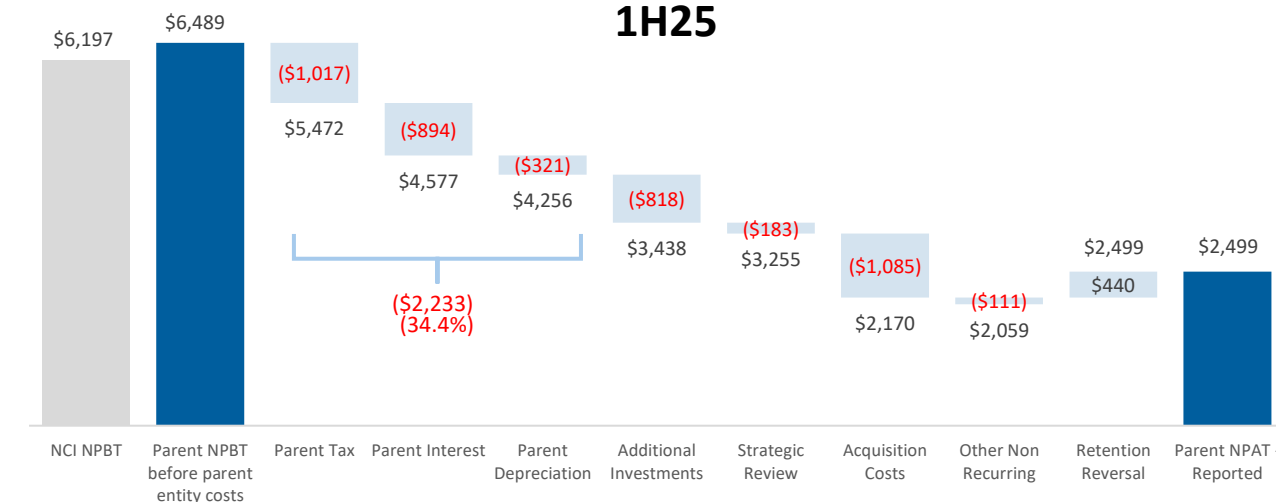 1H25
$6,197
$6,489
($1,017)
$5,472
($894)
$4,577
($321)
$4,256
($2,233)
(34.4%)
($818)
$3,438
($183)
$3,255
($1,085)
$2,170
($111)
$2,059
$2,499
$440
$2,499
NCI NPBT
Parent NPBT
before parent
entity costs
Parent Tax
Parent Interest
Parent
Depreciation
Additional
Investments
Strategic
Review
Acquisition
Costs
Other Non
Recurring
Retention
Reversal
Parent NPAT -
Reported